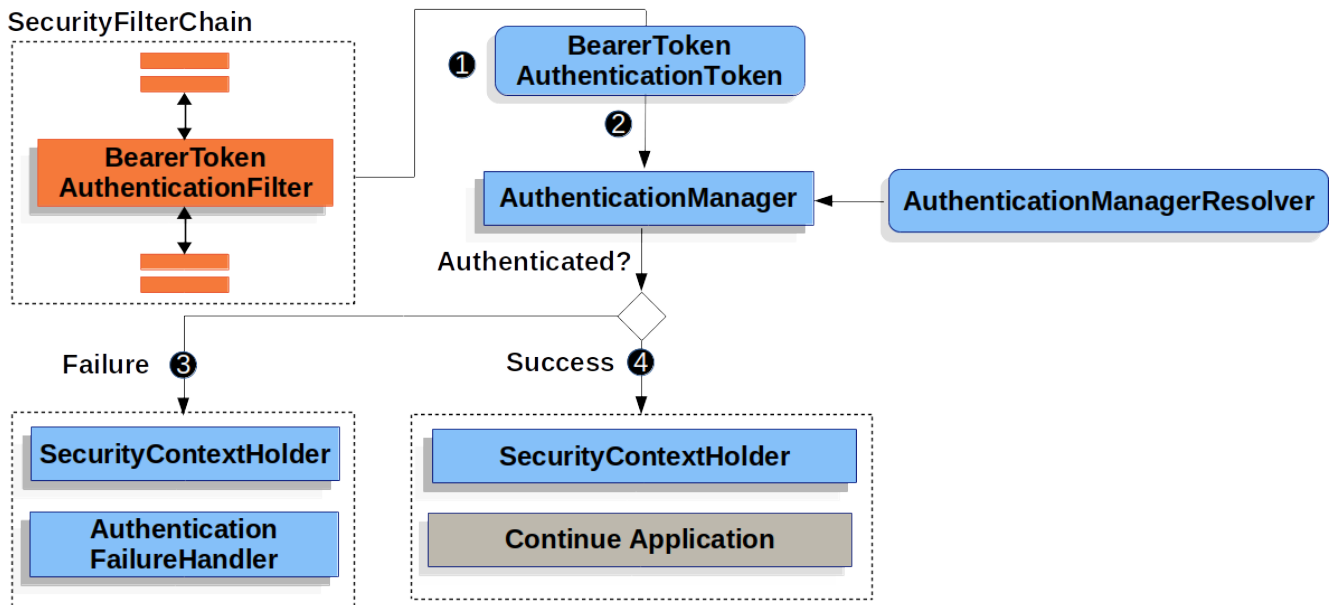 SecurityFilterChain
BearerToken
AuthenticationFilter
1
BearerToken
AuthenticationToken
2
AuthenticationManager
AuthenticationManagerResolver
Authenticated?
Failure
3
Success
4
SecurityContextHolder
Authentication
FailureHandler
SecurityContextHolder
Continue Application